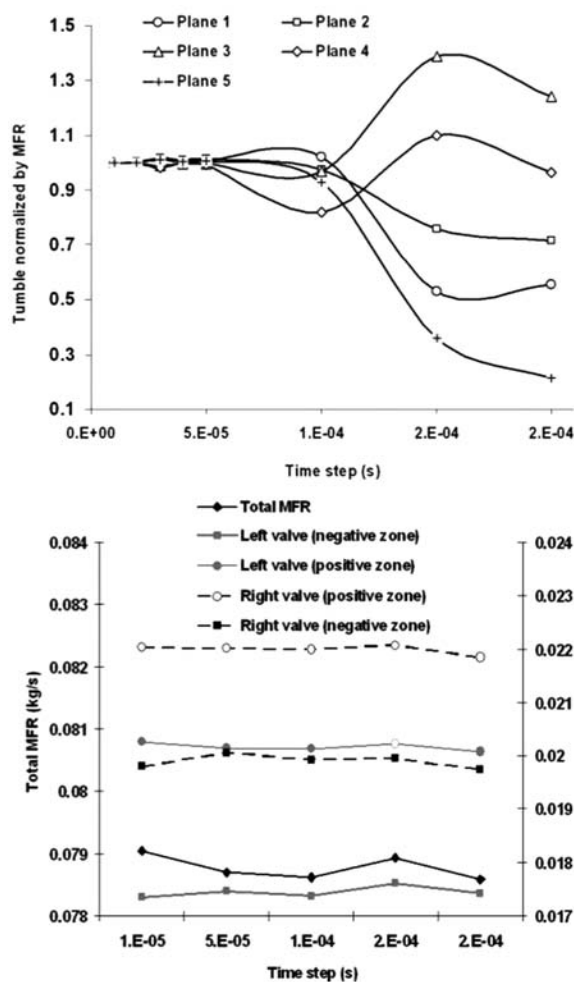 Plane 1 Plane 2
Plane 3 Plane 4
Plane 5
1.5
1.3
1.1
0.9
0.7
0.5
0.3
0.1
Tumble normalized by MFR
0.E+00 5.E-05 1.E-04 2.E-04 2.E-04
Time step (s)
Total MFR
Left valve (negative zone)
Left valve (positive zone)
Right valve (positive zone)
Right valve (negative zone)
0.084
0.083
0.082
0.081
0.08
0.079
0.078
Total MFR (kg/s)
0.024
0.023
0.022
0.021
0.02
0.019
0.018
0.017
1.E-05 5.E-05 1.E-04 2.E-04 2.E-04
Time step (s)